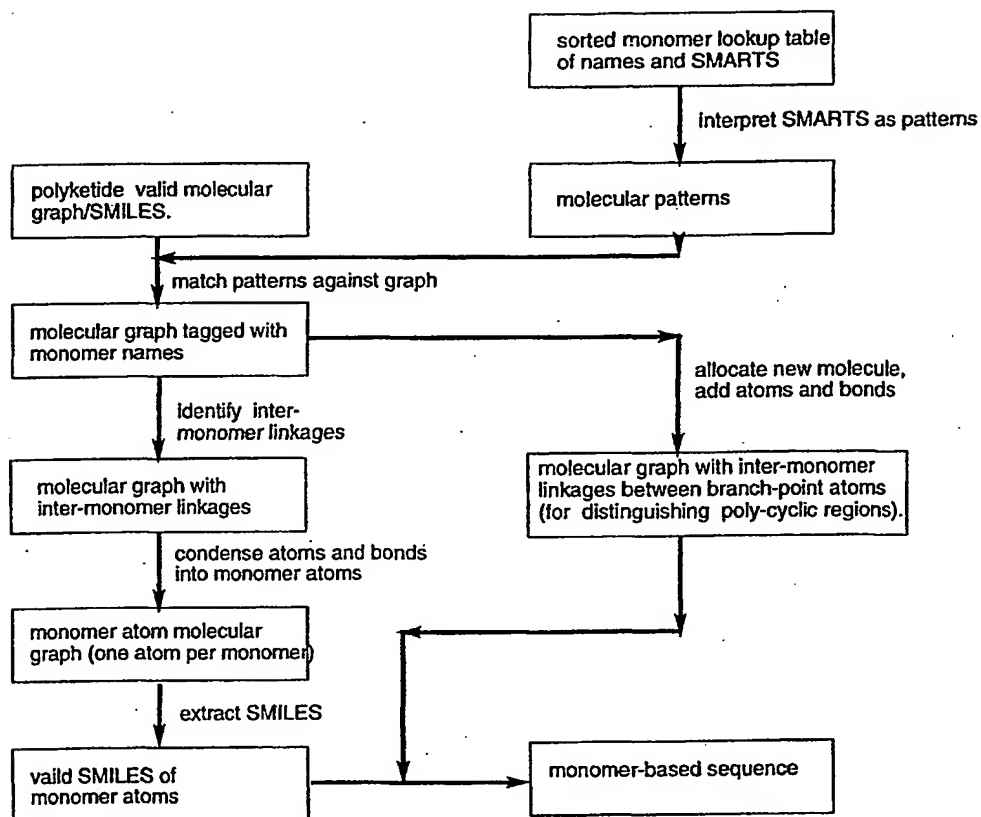 sorted monomer lookup table
of names and SMARTS
interpret SMARTS as patterns
polyketide valid molecular
graph/SMILES.
molecular patterns
match patterns against graph
molecular graph tagged with
monomer names
allocate new molecule,
add atoms and bonds
identify inter-
monomer linkages
molecular graph with
inter-monomer linkages
molecular graph with inter-monomer
linkages between branch-point atoms
(for distinguishing poly-cyclic regions).
condense atoms and bonds
into monomer atoms
monomer atom molecular
graph (one atom per monomer)
extract SMILES
vaild SMILES of
monomer atoms
monomer-based sequence